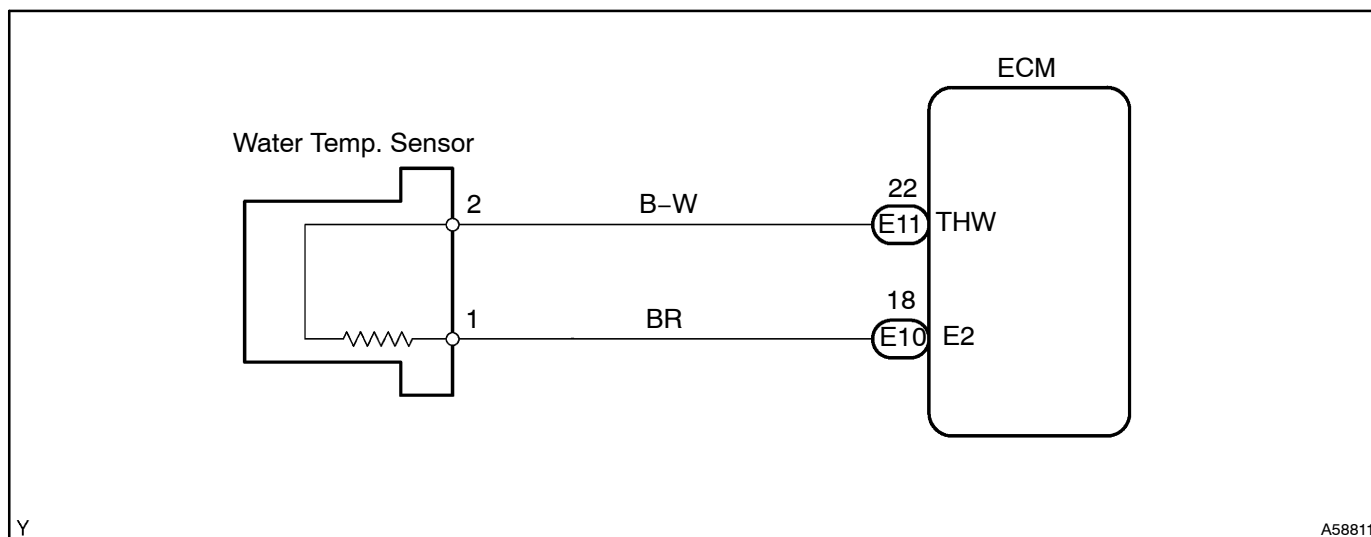 ECM
Water Temp. Sensor
2
B−W
22
E11
THW
1
BR
18
E10
E2
Y
A58811